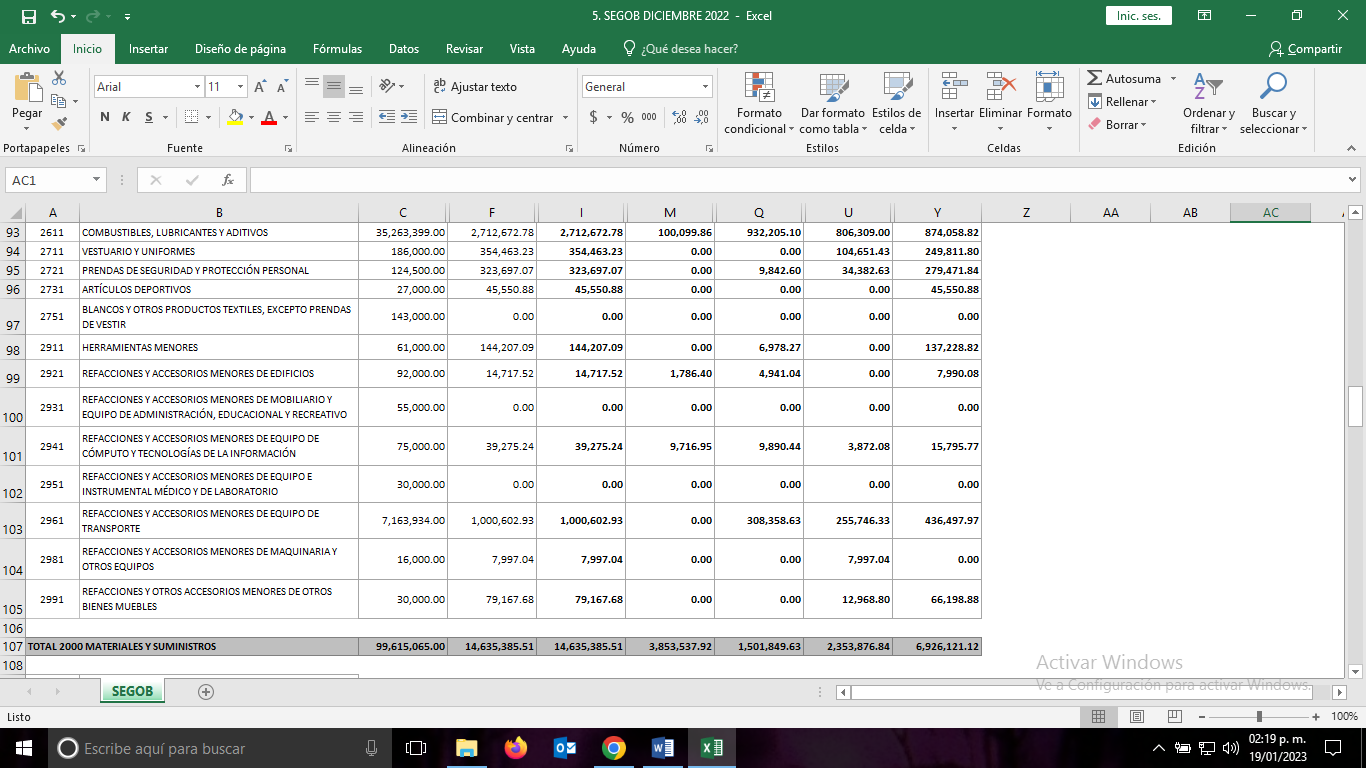 5. SEGOB DICIEMBRE 2022 - Excel
Inic. ses.
Archivo Inicio Insertar Diseño de página Fórmulas Datos Revisar Vista Ayuda ¿Qué desea hacer? Compartir
Pegar
Arial 11
N K S
Ajustar texto
Combinar y centrar
General
$ % 000
Formato condicional
Dar formato como tabla
Estilos de celda
Insertar Eliminar Formato
Autosuma
Rellenar
Borrar
Ordenar y filtrar
Buscar y seleccionar
Portapapeles Fuente Alineación Número Estilos Celdas Edición
AC1 fx
A B C F I M Q U Y Z AA AB AC
93 2611 COMBUSTIBLES, LUBRICANTES Y ADITIVOS 35,263,399.00 2,712,672.78 2,712,672.78 100,099.86 932,205.10 806,309.00 874,058.82
94 2711 VESTUARIO Y UNIFORMES 186,000.00 354,463.23 354,463.23 0.00 0.00 104,651.43 249,811.80
95 2721 PRENDAS DE SEGURIDAD Y PROTECCIÓN PERSONAL 124,500.00 323,697.07 323,697.07 0.00 9,842.60 34,382.63 279,471.84
96 2731 ARTÍCULOS DEPORTIVOS 27,000.00 45,550.88 45,550.88 0.00 0.00 0.00 45,550.88
97 2751 BLANCOS Y OTROS PRODUCTOS TEXTILES, EXCEPTO PRENDAS
DE VESTIR 143,000.00 0.00 0.00 0.00 0.00 0.00 0.00
98 2911 HERRAMIENTAS MENORES 61,000.00 144,207.09 144,207.09 0.00 6,978.27 0.00 137,228.82
99 2921 REFACCIONES Y ACCESORIOS MENORES DE EDIFICIOS 92,000.00 14,717.52 14,717.52 1,786.40 4,941.04 0.00 7,990.08
100 2931 REFACCIONES Y ACCESORIOS MENORES DE MOBILIARIO Y
EQUIPO DE ADMINISTRACIÓN, EDUCACIONAL Y RECREATIVO 55,000.00 0.00 0.00 0.00 0.00 0.00 0.00
101 2941 REFACCIONES Y ACCESORIOS MENORES DE EQUIPO DE
CÓMPUTO Y TECNOLOGÍAS DE LA INFORMACIÓN 75,000.00 39,275.24 39,275.24 9,716.95 9,890.44 3,872.08 15,795.77
102 2951 REFACCIONES Y ACCESORIOS MENORES DE EQUIPO E
INSTRUMENTAL MÉDICO Y DE LABORATORIO 30,000.00 0.00 0.00 0.00 0.00 0.00 0.00
103 2961 REFACCIONES Y ACCESORIOS MENORES DE EQUIPO DE
TRANSPORTE 7,163,934.00 1,000,602.93 1,000,602.93 0.00 308,358.63 255,746.33 436,497.97
104 2981 REFACCIONES Y ACCESORIOS MENORES DE MAQUINARIA Y
OTROS EQUIPOS 16,000.00 7,997.04 7,997.04 0.00 0.00 7,997.04 0.00
105 2991 REFACCIONES Y OTROS ACCESORIOS MENORES DE OTROS
BIENES MUEBLES 30,000.00 79,167.68 79,167.68 0.00 0.00 12,968.80 66,198.88
106
107 TOTAL 2000 MATERIALES Y SUMINISTROS 99,615,065.00 14,635,385.51 14,635,385.51 3,853,537.92 1,501,849.63 2,353,876.84 6,926,121.12
108
Activar Windows
Ve a Configuración para activar Windows.
SEGOB
Listo 100%
Escribe aquí para buscar
02:19 p. m.
19/01/2023